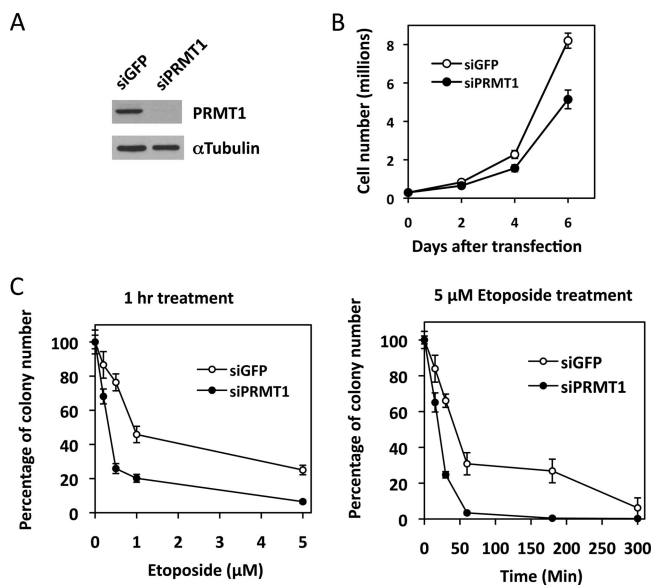 A
siGFP
siPRMT1
PRMT1
αTubulin
B
Cell number (millions)
8
6
4
2
0
siGFP
siPRMT1
0 2 4 6
Days after transfection
C
1 hr treatment
Percentage of colony number
100
80
60
40
20
0
siGFP
siPRMT1
0 1 2 3 4 5
Etoposide (μM)
5 μM Etoposide treatment
Percentage of colony number
100
80
60
40
20
0
siGFP
siPRMT1
0 50 100 150 200 250 300
Time (Min)